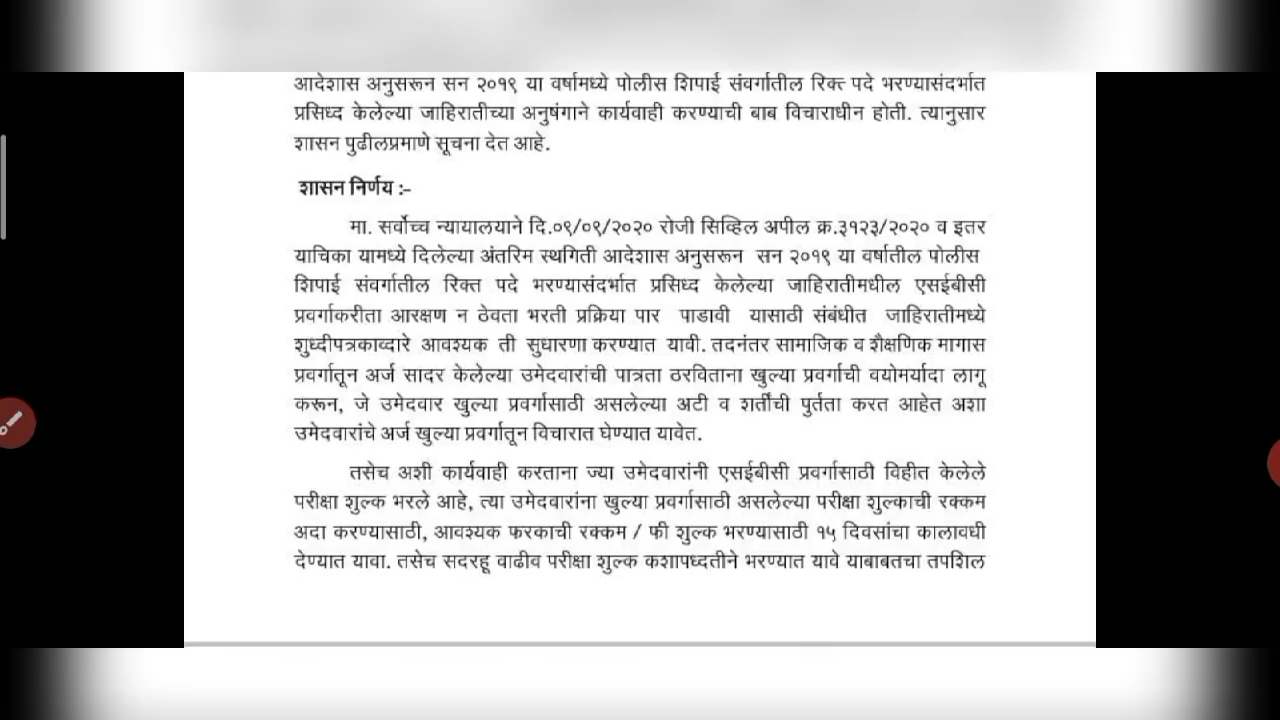 आदेशास अनुसरून सन २०१९ या वर्षामध्ये पोलीस शिपाई संवर्गातील रिक्त पदे भरण्यासंदर्भात
प्रसिध्द केलेल्या जाहिरातीच्या अनुषंगाने कार्यवाही करण्याची बाब विचाराधीन होती. त्यानुसार
शासन पुढीलप्रमाणे सूचना देत आहे.
शासन निर्णय :-
मा. सर्वोच्च न्यायालयाने दि.०९/०९/२०२० रोजी सिव्हिल अपील क्र.३१२३/२०२० व इतर
याचिका यामध्ये दिलेल्या अंतरिम स्थगिती आदेशास अनुसरून सन २०१९ या वर्षातील पोलीस
शिपाई संवर्गातील रिक्त पदे भरण्यासंदर्भात प्रसिध्द केलेल्या जाहिरातीमधील एसईबीसी
प्रवर्गाकरीता आरक्षण न ठेवता भरती प्रक्रिया पार पाडावी यासाठी संबंधीत जाहिरातीमध्ये
शुध्दीपत्रकाव्दारे आवश्यक ती सुधारणा करण्यात यावी. तदनंतर सामाजिक व शैक्षणिक मागास
प्रवर्गातून अर्ज सादर केलेल्या उमेदवारांची पात्रता ठरविताना खुल्या प्रवर्गाची वयोमर्यादा लागू
करून, जे उमेदवार खुल्या प्रवर्गासाठी असलेल्या अटी व शर्तींची पुर्तता करत आहेत अशा
उमेदवारांचे अर्ज खुल्या प्रवर्गातून विचारात घेण्यात यावेत.
तसेच अशी कार्यवाही करताना ज्या उमेदवारांनी एसईबीसी प्रवर्गासाठी विहीत केलेले
परीक्षा शुल्क भरले आहे, त्या उमेदवारांना खुल्या प्रवर्गासाठी असलेल्या परीक्षा शुल्काची रक्कम
अदा करण्यासाठी, आवश्यक फरकाची रक्कम / फी शुल्क भरण्यासाठी १५ दिवसांचा कालावधी
देण्यात यावा. तसेच सदरहू वाढीव परीक्षा शुल्क कशापध्दतीने भरण्यात यावे याबाबतचा तपशिल